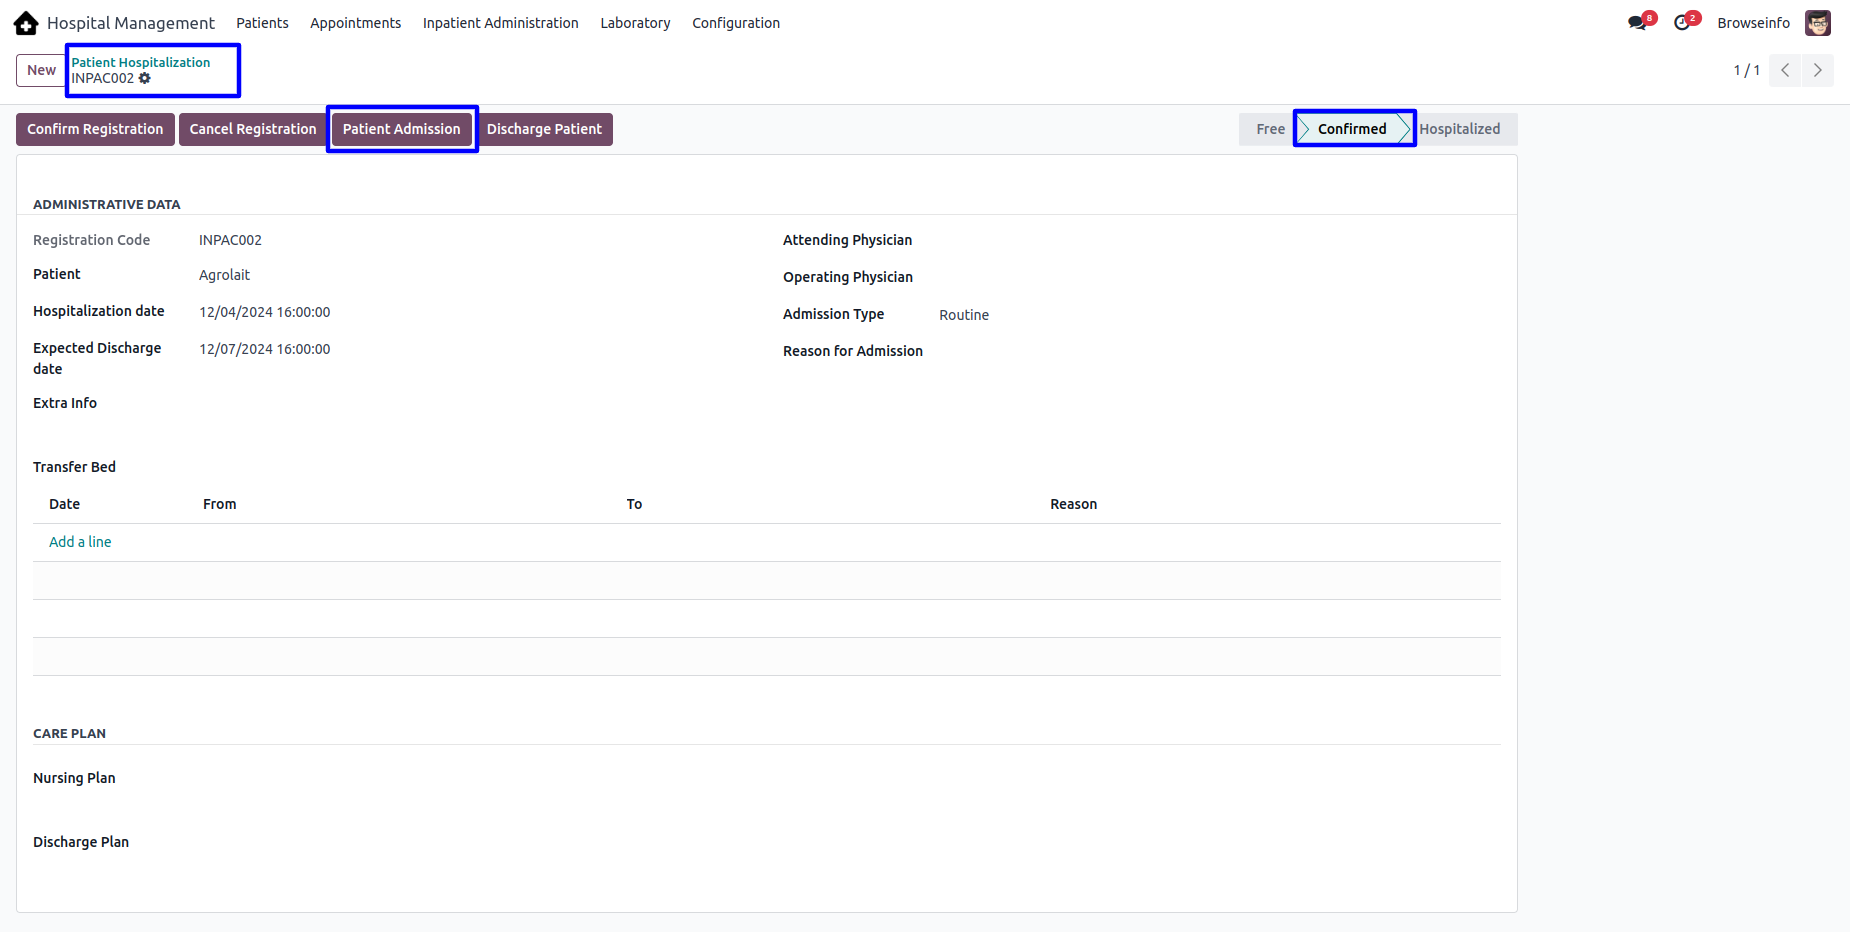 Hospital Management Patients Appointments Inpatient Administration Laboratory Configuration 8 2 Browseinfo
New
Patient Hospitalization
INPAC002
1 / 1
Confirm Registration Cancel Registration Patient Admission Discharge Patient Free Confirmed Hospitalized
ADMINISTRATIVE DATA
Registration Code INPAC002 Attending Physician
Patient Agrolait Operating Physician
Hospitalization date 12/04/2024 16:00:00 Admission Type Routine
Expected Discharge date 12/07/2024 16:00:00 Reason for Admission
Extra Info
Transfer Bed
Date From To Reason
Add a line
CARE PLAN
Nursing Plan
Discharge Plan